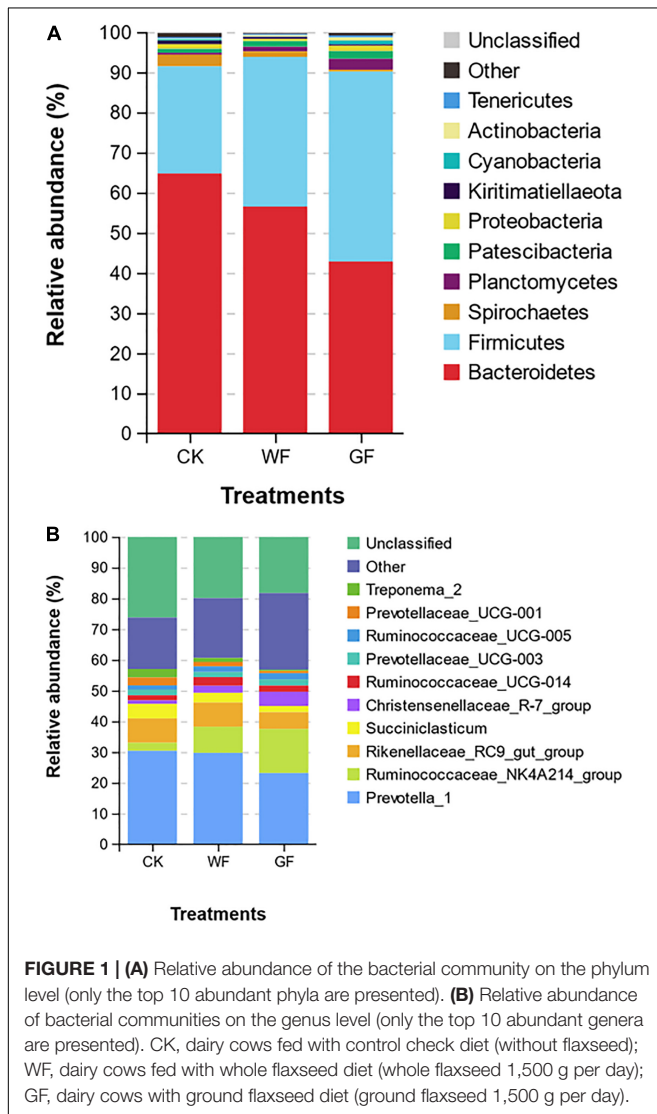 A
Relative abundance (%)
100
90
80
70
60
50
40
30
20
10
0
CK WF GF
Treatments
Unclassified
Other
Tenericutes
Actinobacteria
Cyanobacteria
Kiritimatiellaeota
Proteobacteria
Patescibacteria
Planctomycetes
Spirochaetes
Firmicutes
Bacteroidetes
B
Relative abundance (%)
100
90
80
70
60
50
40
30
20
10
0
CK WF GF
Treatments
Unclassified
Other
Treponema_2
Prevotellaceae_UCG-001
Ruminococcaceae_UCG-005
Prevotellaceae_UCG-003
Ruminococcaceae_UCG-014
Christensenellaceae_R-7_group
Succiniclasticum
Rikenellaceae_RC9_gut_group
Ruminococcaceae_NK4A214_group
Prevotella_1
FIGURE 1 | (A) Relative abundance of the bacterial community on the phylum
level (only the top 10 abundant phyla are presented). (B) Relative abundance
of bacterial communities on the genus level (only the top 10 abundant genera
are presented). CK, dairy cows fed with control check diet (without flaxseed);
WF, dairy cows fed with whole flaxseed diet (whole flaxseed 1,500 g per day);
GF, dairy cows with ground flaxseed diet (ground flaxseed 1,500 g per day).